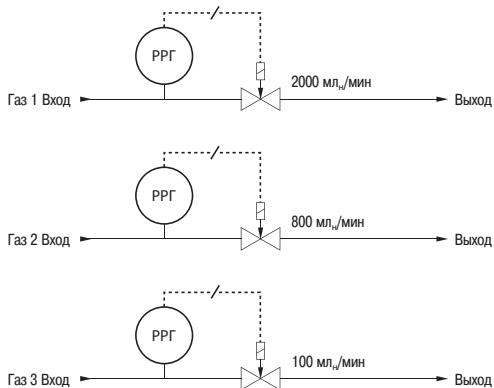 РРГ
2000 млн/мин
Газ 1 Вход
Выход
РРГ
800 млн/мин
Газ 2 Вход
Выход
РРГ
100 млн/мин
Газ 3 Вход
Выход